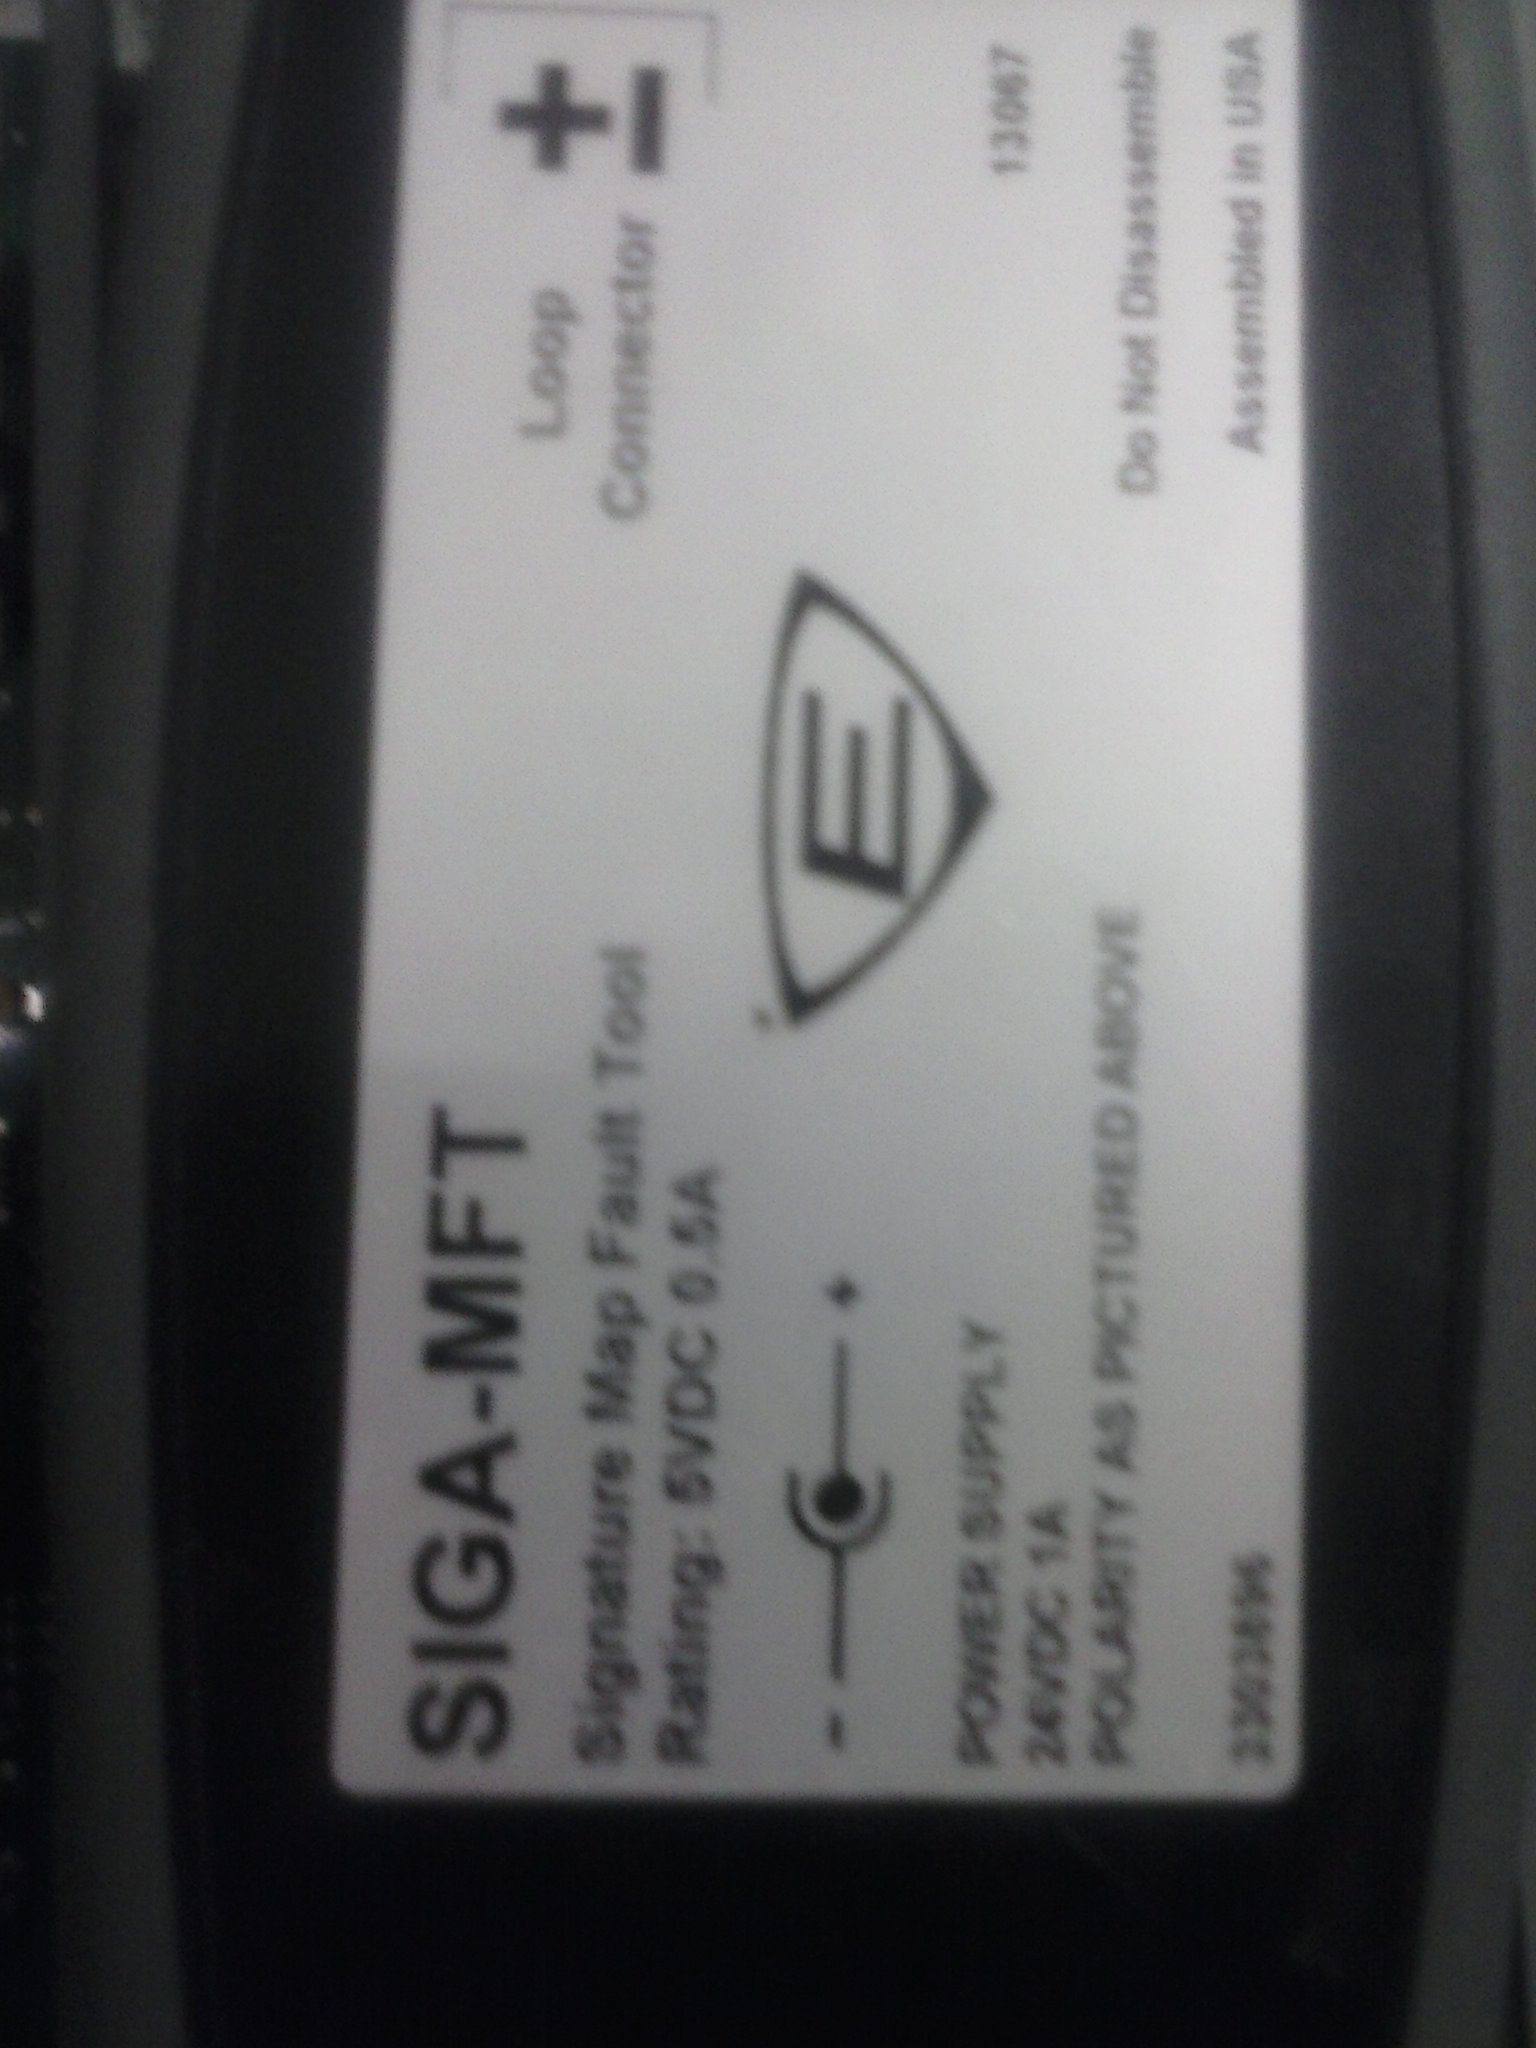 SIGA-MFT
Signature Map Fault Tool
Rating: 5VDC 0.5A
Loop
Connector
+
-
- +
E
POWER SUPPLY
24VDC 1A
POLARITY AS PICTURED ABOVE
13067
Do Not Disassemble
Assembled in USA